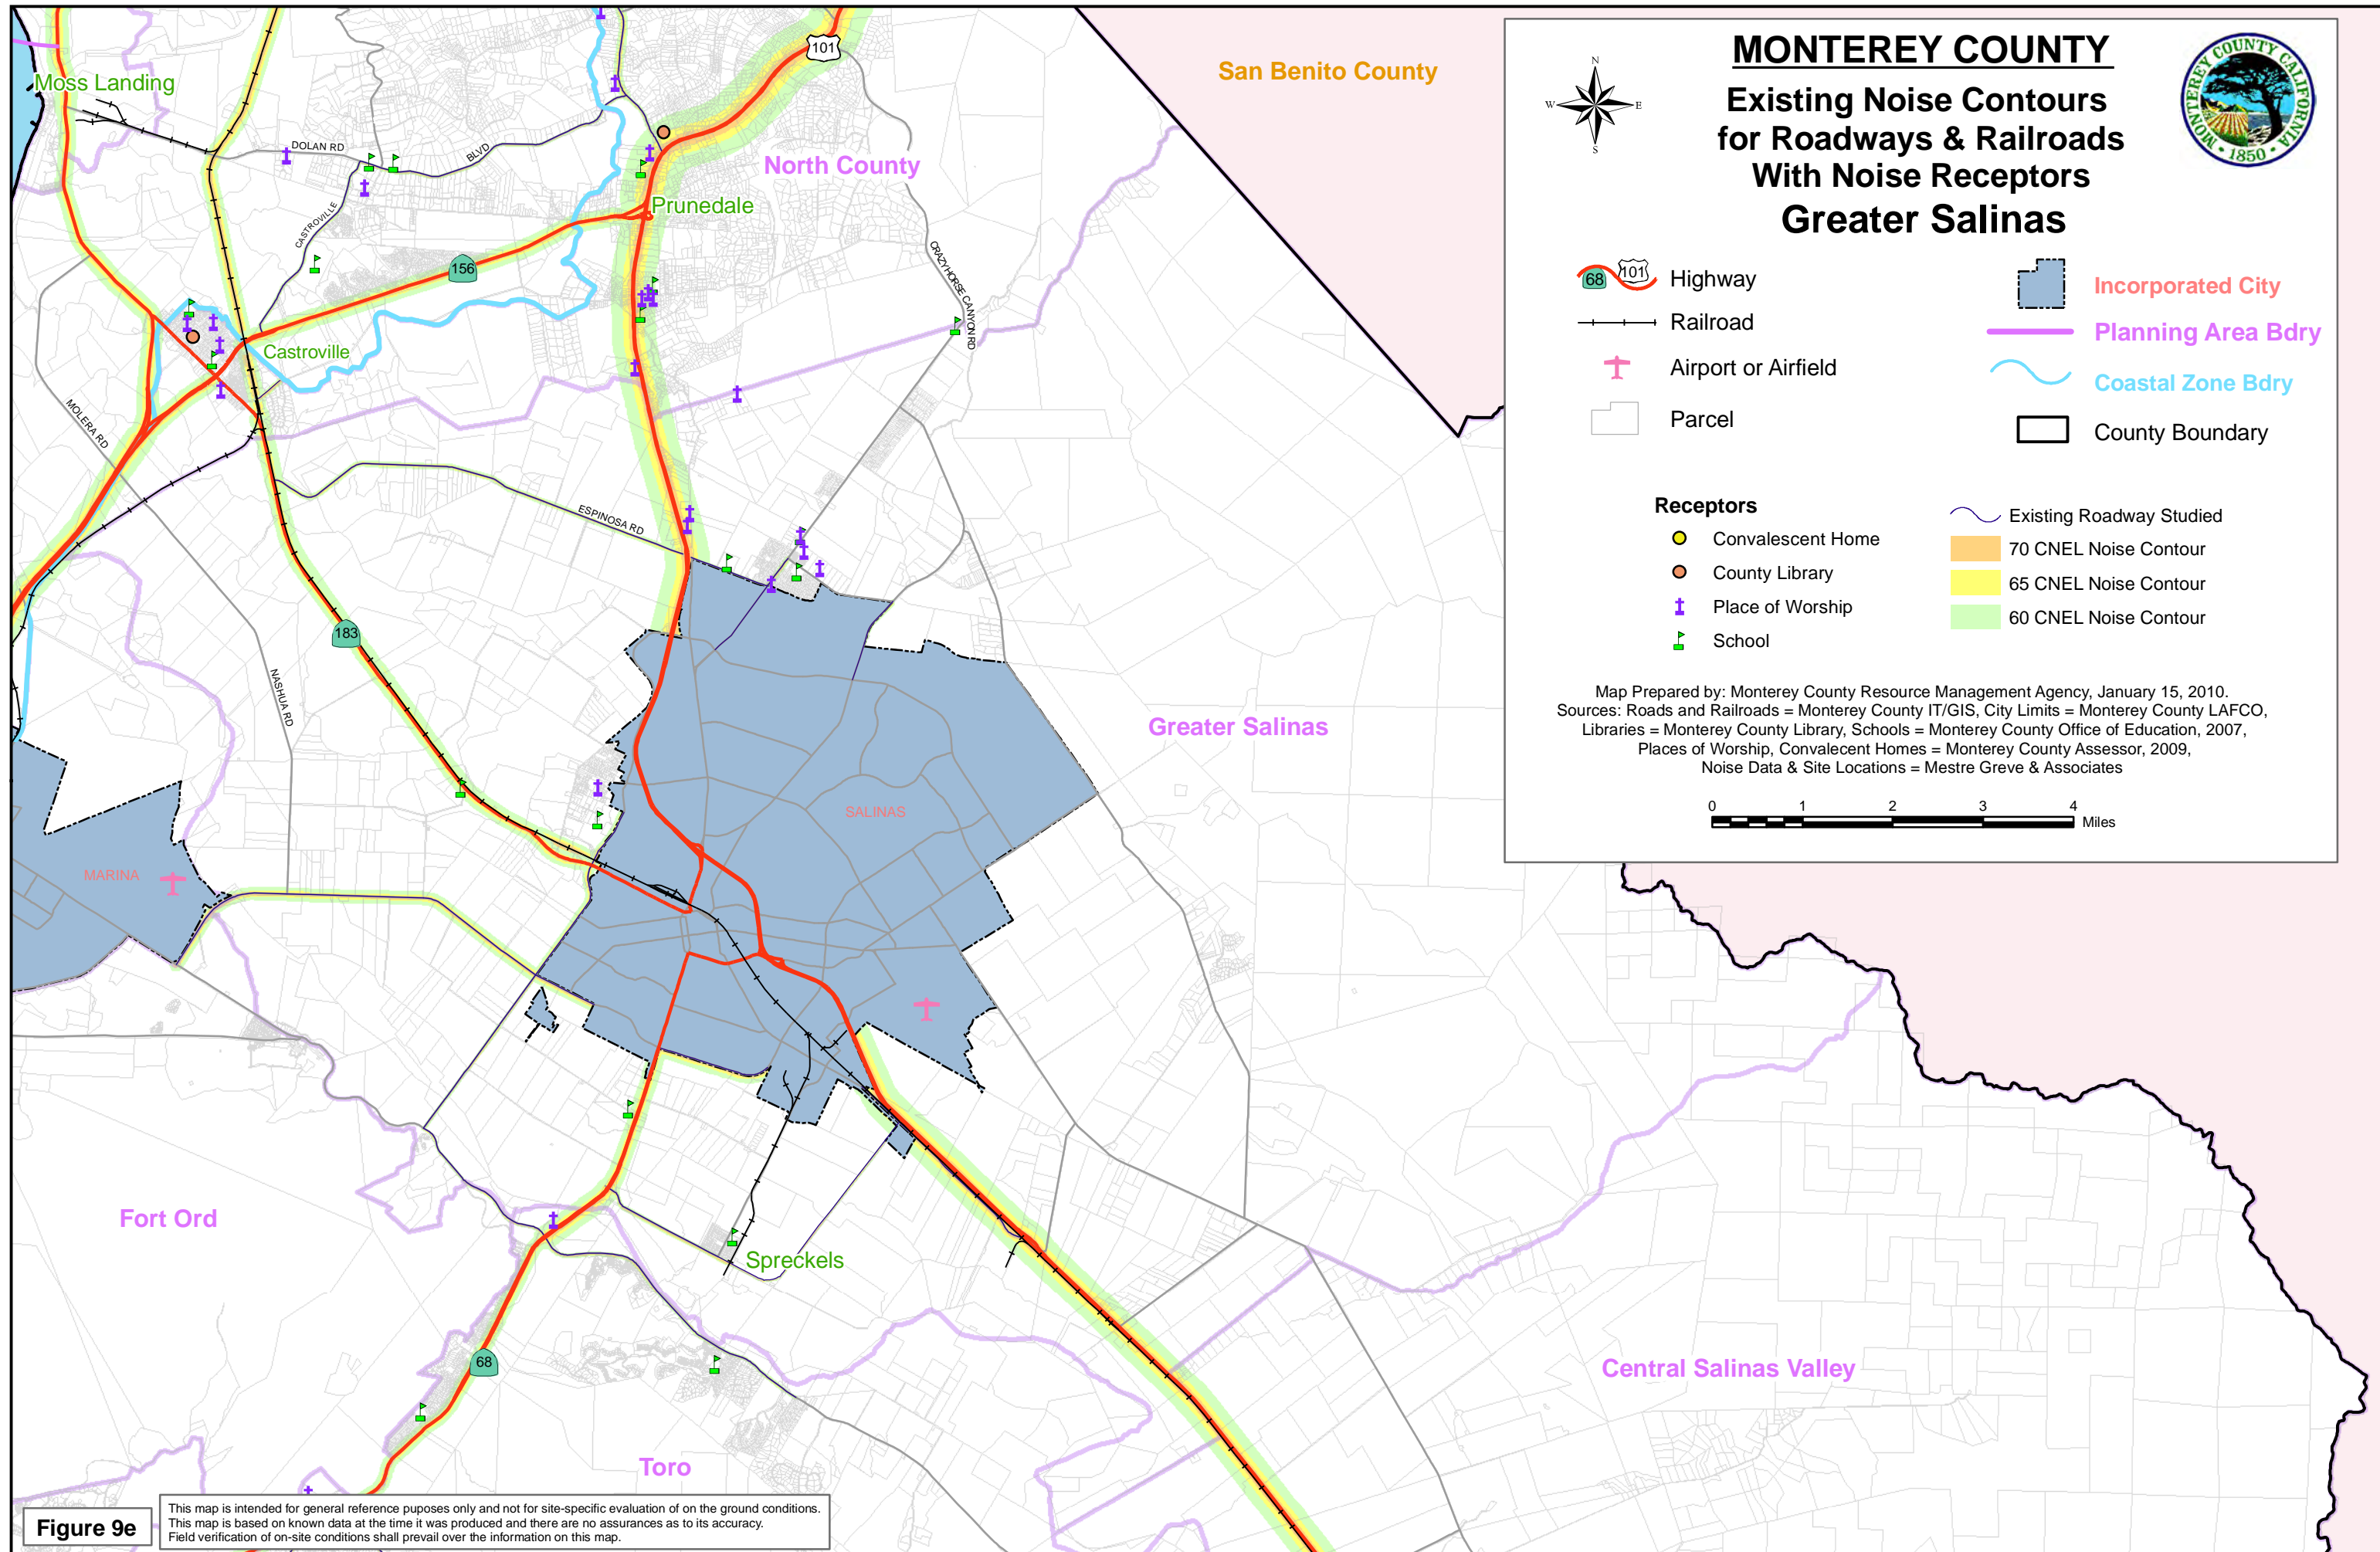 MONTEREY COUNTY
Existing Noise Contours
for Roadways & Railroads
With Noise Receptors
Greater Salinas
MONTEREY COUNTY CALIFORNIA
• 1850 •
N
W
E
S
68
101
Highway
Railroad
Airport or Airfield
Parcel
Incorporated City
Planning Area Bdry
Coastal Zone Bdry
County Boundary
Receptors
Convalescent Home
County Library
Place of Worship
School
Existing Roadway Studied
70 CNEL Noise Contour
65 CNEL Noise Contour
60 CNEL Noise Contour
Map Prepared by: Monterey County Resource Management Agency, January 15, 2010.
Sources: Roads and Railroads = Monterey County IT/GIS, City Limits = Monterey County LAFCO,
Libraries = Monterey County Library, Schools = Monterey County Office of Education, 2007,
Places of Worship, Convalecent Homes = Monterey County Assessor, 2009,
Noise Data & Site Locations = Mestre Greve & Associates
0 1 2 3 4
Miles
101
San Benito County
Moss Landing
DOLAN RD
BLVD
North County
Prunedale
CASTROVILLE
CRAZY HORSE CANYON RD
156
Castroville
MOLERA RD
ESPINOSA RD
183
NASHUA RD
Greater Salinas
SALINAS
MARINA
Fort Ord
Spreckels
68
Central Salinas Valley
Toro
Figure 9e
This map is intended for general reference puposes only and not for site-specific evaluation of on the ground conditions.
This map is based on known data at the time it was produced and there are no assurances as to its accuracy.
Field verification of on-site conditions shall prevail over the information on this map.